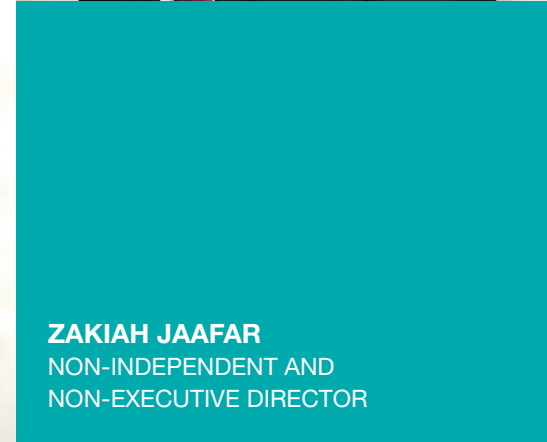 ZAKIAH JAAFAR
NON-INDEPENDENT AND
NON-EXECUTIVE DIRECTOR